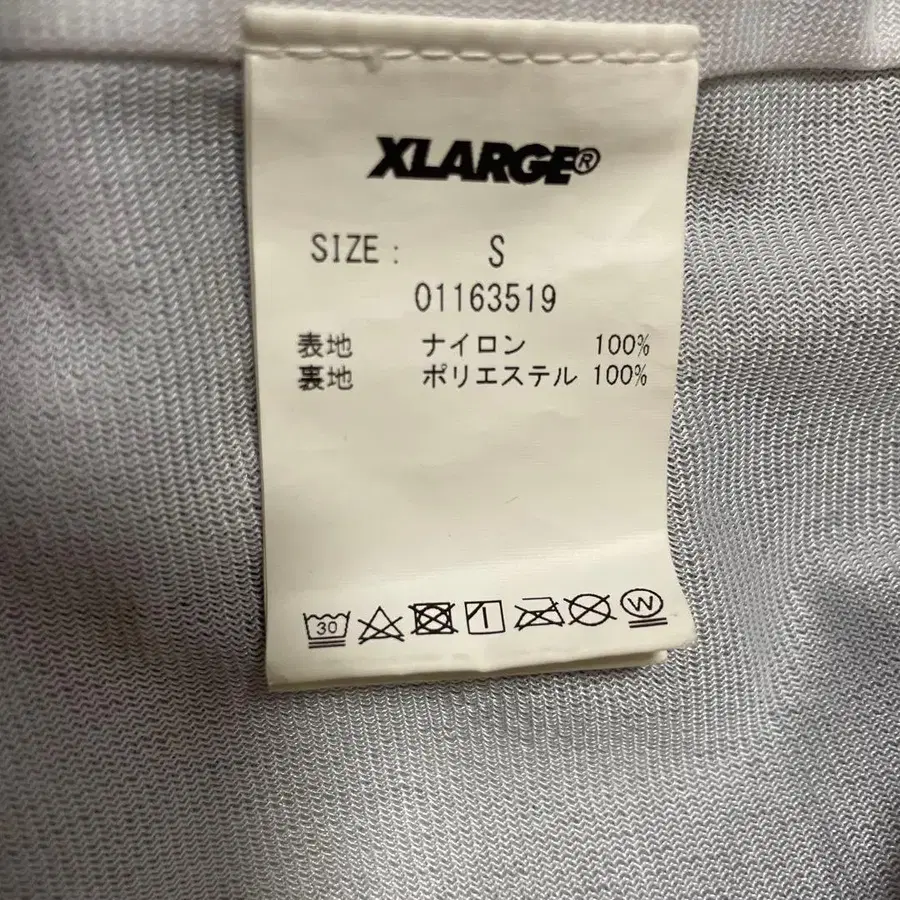 XLARGE®
SIZE: S
01163519
表地 ナイロン 100%
裏地 ポリエステル 100%
30 W